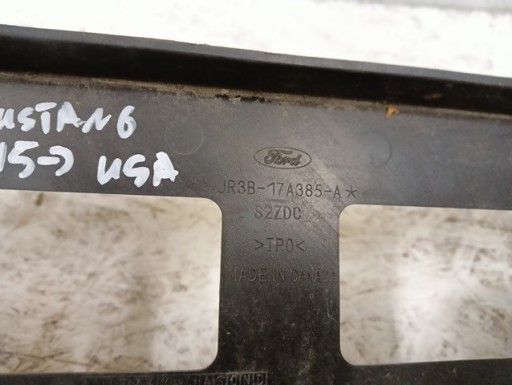 USTANG
15→ USA
Ford
JR3B-17A385-A*
S2ZDC
>TPO<
MADE IN CANADA